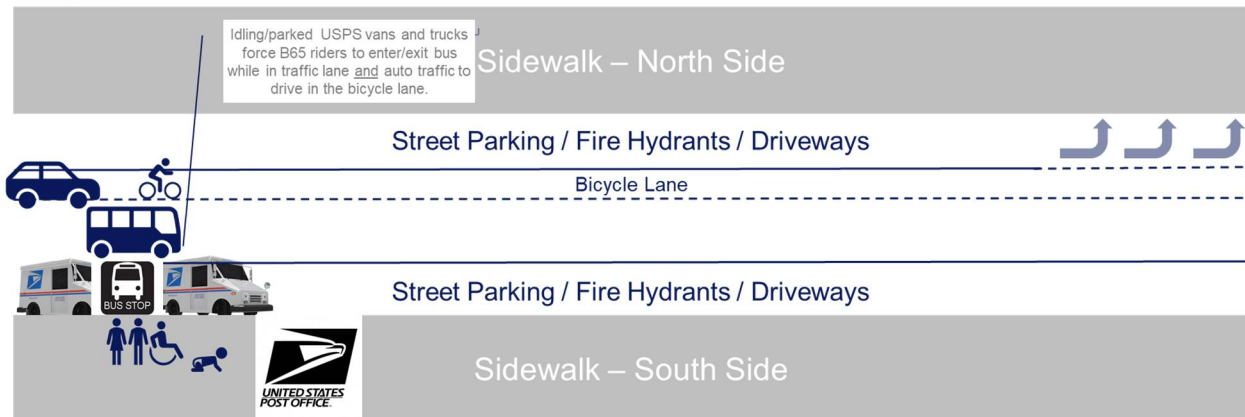 Idling/parked USPS vans and trucks
force B65 riders to enter/exit bus
while in traffic lane and auto traffic to
drive in the bicycle lane.
Sidewalk – North Side
Street Parking / Fire Hydrants / Driveways
Bicycle Lane
BUS STOP
Street Parking / Fire Hydrants / Driveways
Sidewalk – South Side
UNITED STATES
POST OFFICE